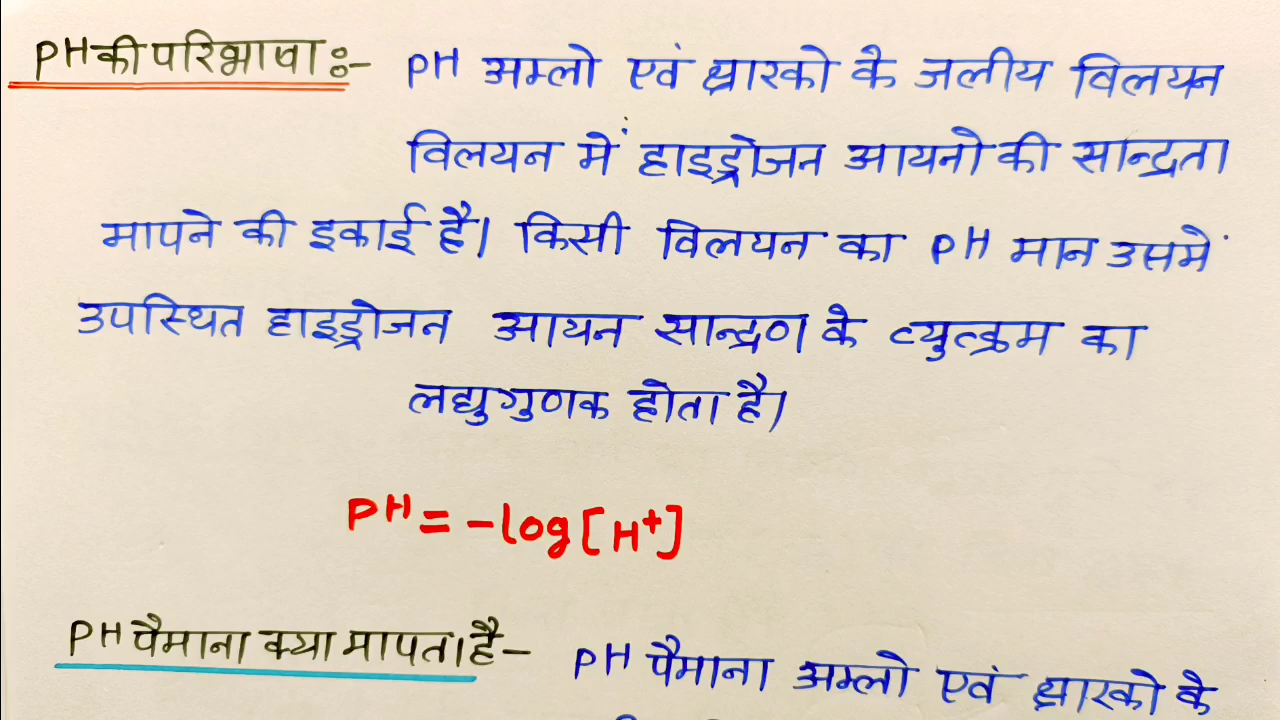 PH की परिभाषा :- PH अम्लो एवं क्षारको के जलीय विलयन
विलयन में हाइड्रोजन आयनो की सान्द्रता
मापने की इकाई है। किसी विलयन का PH मान उसमें
उपस्थित हाइड्रोजन आयन सान्द्रण के व्युत्क्रम का
लघुगुणक होता है।
PH = -log[H⁺]
PH पैमाना क्या मापता है- PH पैमाना अम्लो एवं क्षारको के